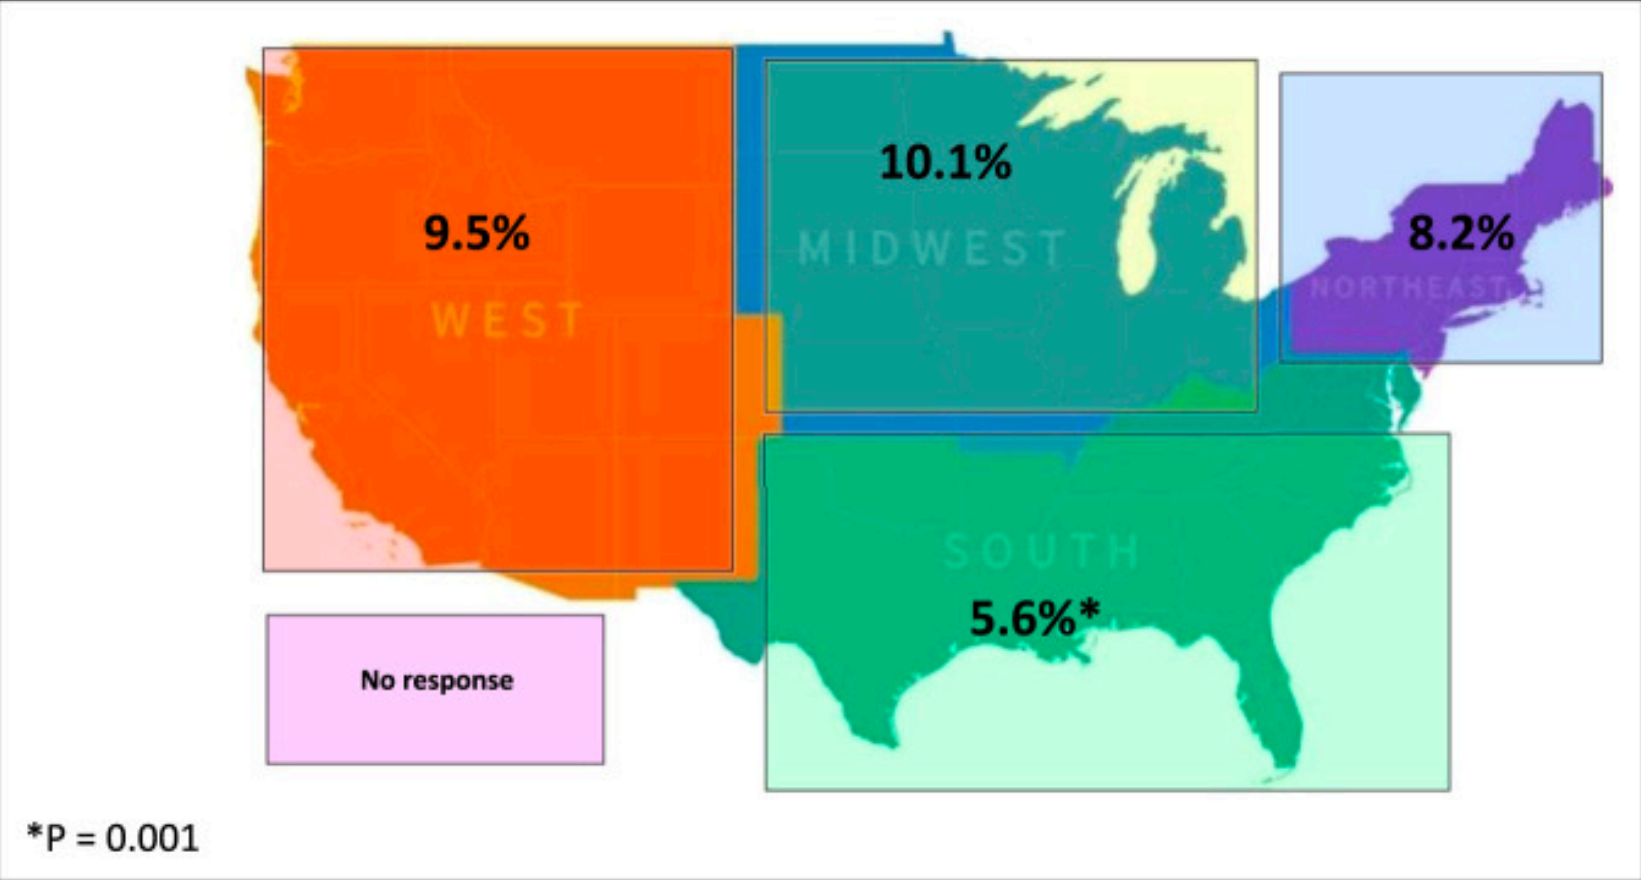 10.1%
9.5%
MIDWEST
8.2%
NORTHEAST
WEST
SOUTH
5.6%*
No response
*P = 0.001